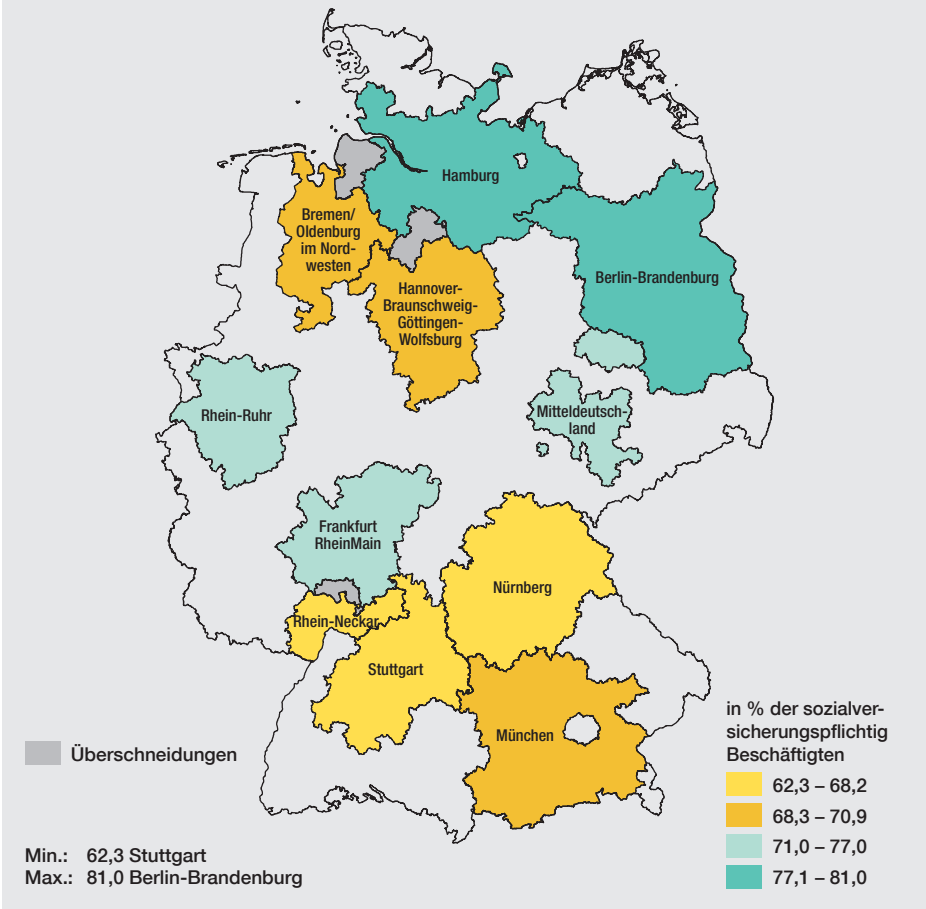 Hamburg
Bremen/
Oldenburg
im Nord-
westen
Berlin-Brandenburg
Hannover-
Braunschweig-
Göttingen-
Wolfsburg
Rhein-Ruhr
Mitteldeutsch-
land
Frankfurt
RheinMain
Nürnberg
Rhein-Neckar
Stuttgart
München
Überschneidungen
Min.: 62,3 Stuttgart
Max.: 81,0 Berlin-Brandenburg
in % der sozialver-
sicherungspflichtig
Beschäftigten
62,3 – 68,2
68,3 – 70,9
71,0 – 77,0
77,1 – 81,0